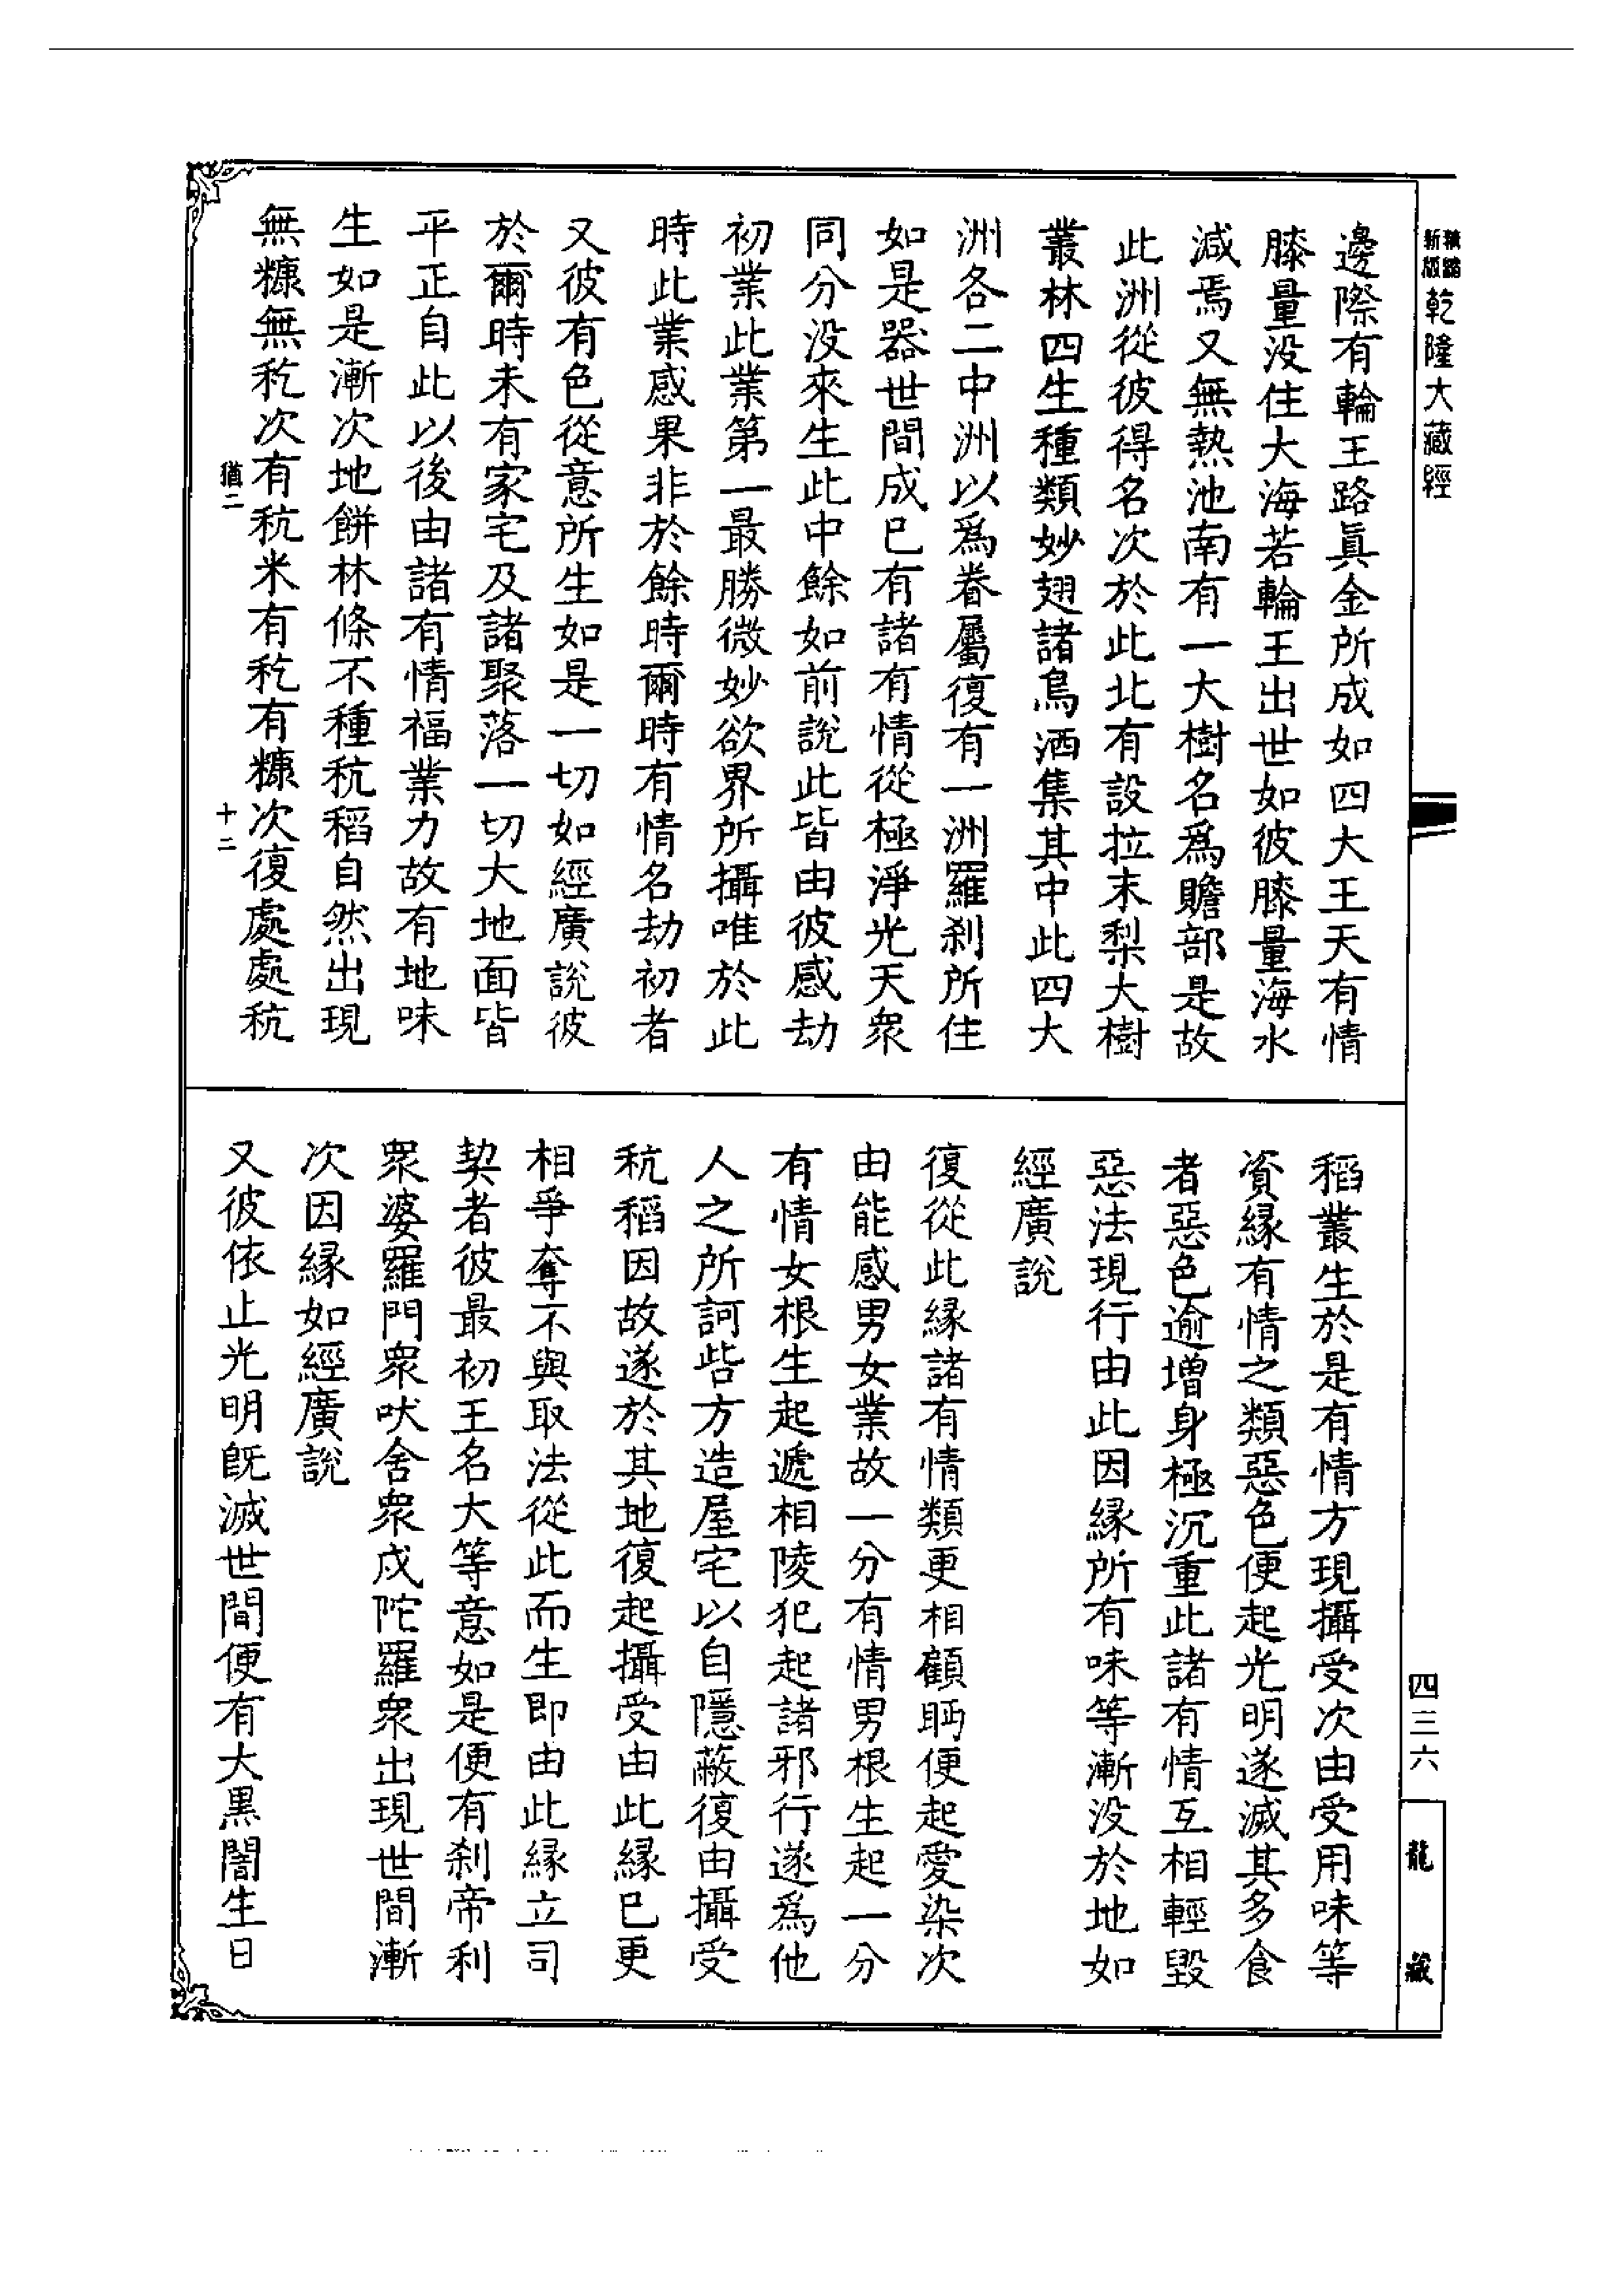 新版
乾隆大藏經
邊際有輪王路眞金所成如四大王天有情
膝量没住大海若輪王出世如彼膝量海水
減焉又無熱池南有一大樹名爲贍部是故
此洲從彼得名次於此北有設拉末梨大樹
叢林四生種類妙翅諸鳥洒集其中此四大
洲各二中洲以爲眷屬復有一洲羅刹所住
如是器世間成已有諸有情從極淨光天衆
同分没來生此中餘如前說此皆由彼感劫
初業此業第一最勝微妙欲界所攝唯於此
時此業感果非於餘時爾時有情名劫初者
又彼有色從意所生如是一切如經廣說彼
於爾時未有家宅及諸聚落一切大地面皆
平正自此以後由諸有情福業力故有地味
生如是漸次地餅林條不種秔稻自然出現
無糠無秔次有秔米有秔有糠次復處處秔
猶二
十二
稻叢生於是有情方現攝受次由受用味等
資緣有情之類惡色便起光明遂滅其多食
者惡色逾增身極沉重此諸有情互相輕毀
惡法現行由此因緣所有味等漸没於地如
經廣說
復從此緣諸有情類更相顧眄便起愛染次
由能感男女業故一分有情男根生起一分
有情女根生起遞相陵犯起諸邪行遂爲他
人之所訶呰方造屋宅以自隱蔽復由攝受
秔稻因故遂於其地復起攝受由此緣已更
相爭奪不與取法從此而生即由此緣立司
契者彼最初王名大等意如是便有刹帝利
衆婆羅門衆吠舍衆戍陀羅衆出現世間漸
次因緣如經廣說
又彼依止光明旣滅世間便有大黑闇生日
四三六
龍藏